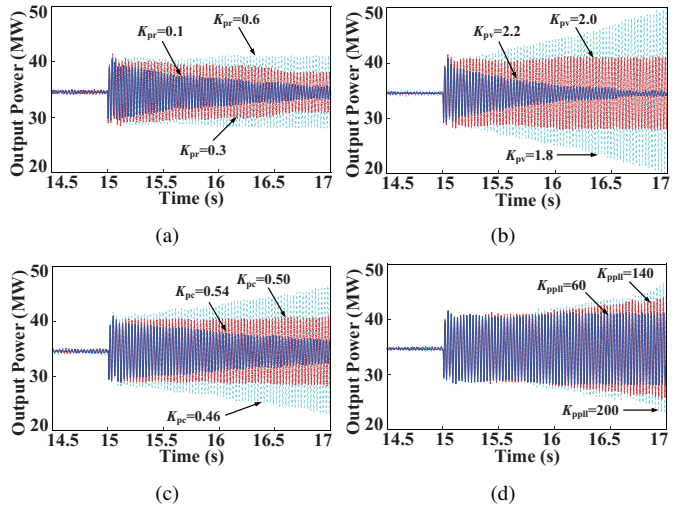 Output Power (MW)
50
40
30
20
K_pr=0.1
K_pr=0.6
K_pr=0.3
14.5 15 15.5 16 16.5 17
Time (s)
(a)
Output Power (MW)
50
40
30
20
K_pv=2.2
K_pv=2.0
K_pv=1.8
14.5 15 15.5 16 16.5 17
Time (s)
(b)
Output Power (MW)
50
40
30
20
K_pc=0.54
K_pc=0.50
K_pc=0.46
14.5 15 15.5 16 16.5 17
Time (s)
(c)
Output Power (MW)
50
40
30
20
K_ppll=60
K_ppll=140
K_ppll=200
14.5 15 15.5 16 16.5 17
Time (s)
(d)